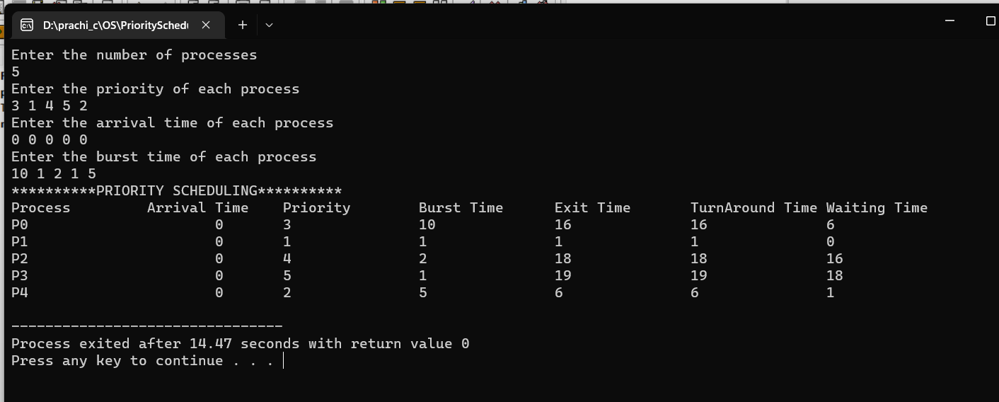 D:\prachi_c\OS\PrioritySchedu
Enter the number of processes
5
Enter the priority of each process
3 1 4 5 2
Enter the arrival time of each process
0 0 0 0 0
Enter the burst time of each process
10 1 2 1 5
**********PRIORITY SCHEDULING**********
Process Arrival Time Priority Burst Time Exit Time TurnAround Time Waiting Time
P0 0 3 10 16 16 6
P1 0 1 1 1 1 0
P2 0 4 2 18 18 16
P3 0 5 1 19 19 18
P4 0 2 5 6 6 1
--------------------------------
Process exited after 14.47 seconds with return value 0
Press any key to continue . . .